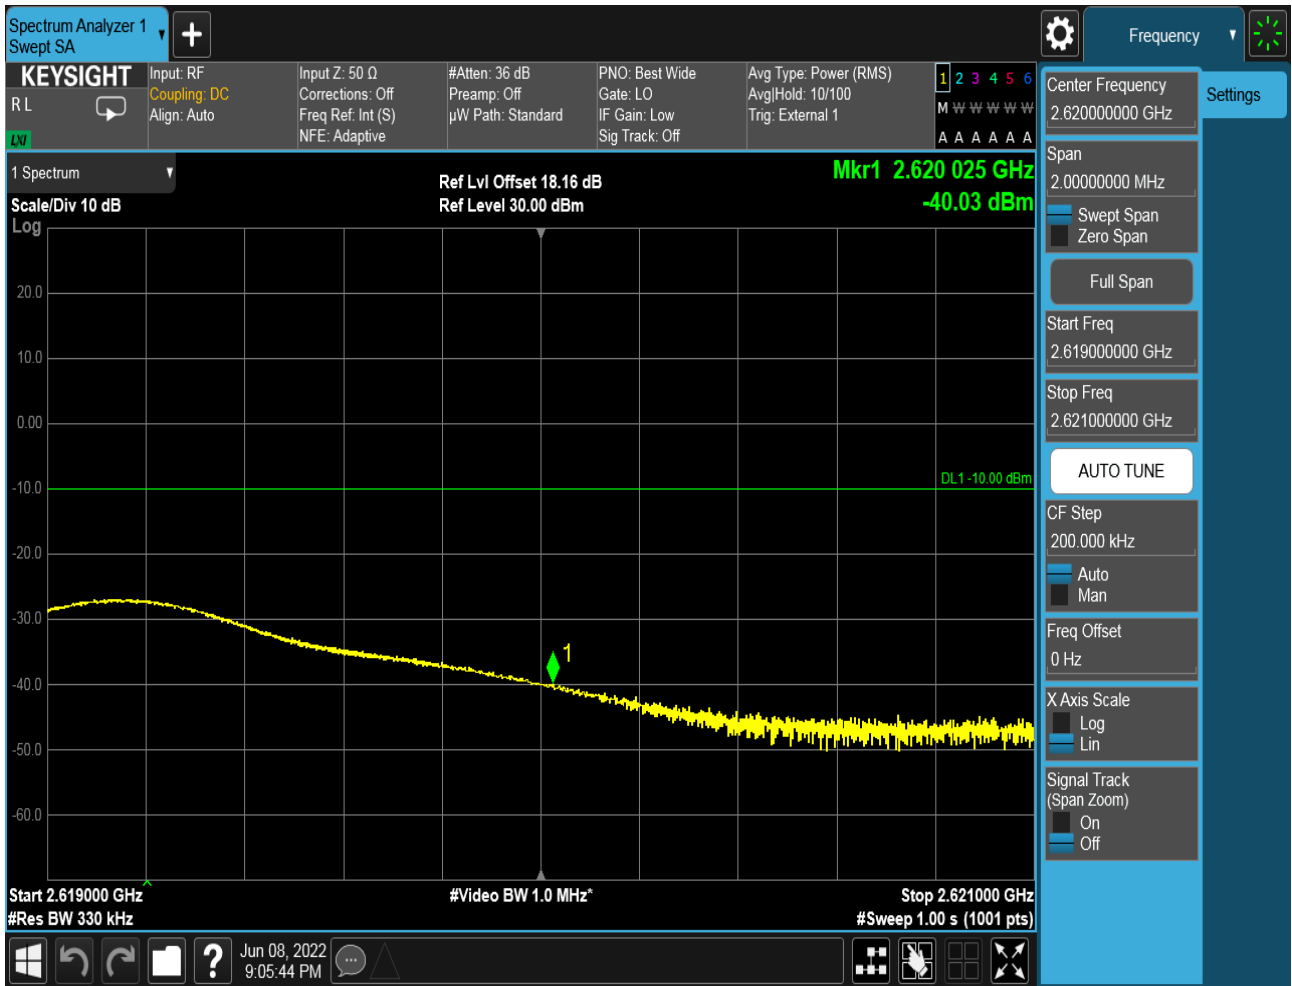 Spectrum Analyzer 1
Swept SA
Frequency
KEYSIGHT
R L
LXI
Input: RF
Coupling: DC
Align: Auto
Input Z: 50 Ω
Corrections: Off
Freq Ref: Int (S)
NFE: Adaptive
#Atten: 36 dB
Preamp: Off
µW Path: Standard
PNO: Best Wide
Gate: LO
IF Gain: Low
Sig Track: Off
Avg Type: Power (RMS)
Avg|Hold: 10/100
Trig: External 1
1 2 3 4 5 6
M W W W W W
A A A A A A
1 Spectrum
Scale/Div 10 dB
Log
Ref Lvl Offset 18.16 dB
Ref Level 30.00 dBm
Mkr1 2.620 025 GHz
-40.03 dBm
20.0
10.0
0.00
-10.0
DL1 -10.00 dBm
-20.0
-30.0
1
-40.0
-50.0
-60.0
Start 2.619000 GHz
#Video BW 1.0 MHz*
Stop 2.621000 GHz
#Res BW 330 kHz
#Sweep 1.00 s (1001 pts)
?
Jun 08, 2022
9:05:44 PM
Center Frequency
2.620000000 GHz
Settings
Span
2.00000000 MHz
Swept Span
Zero Span
Full Span
Start Freq
2.619000000 GHz
Stop Freq
2.621000000 GHz
AUTO TUNE
CF Step
200.000 kHz
Auto
Man
Freq Offset
0 Hz
X Axis Scale
Log
Lin
Signal Track
(Span Zoom)
On
Off